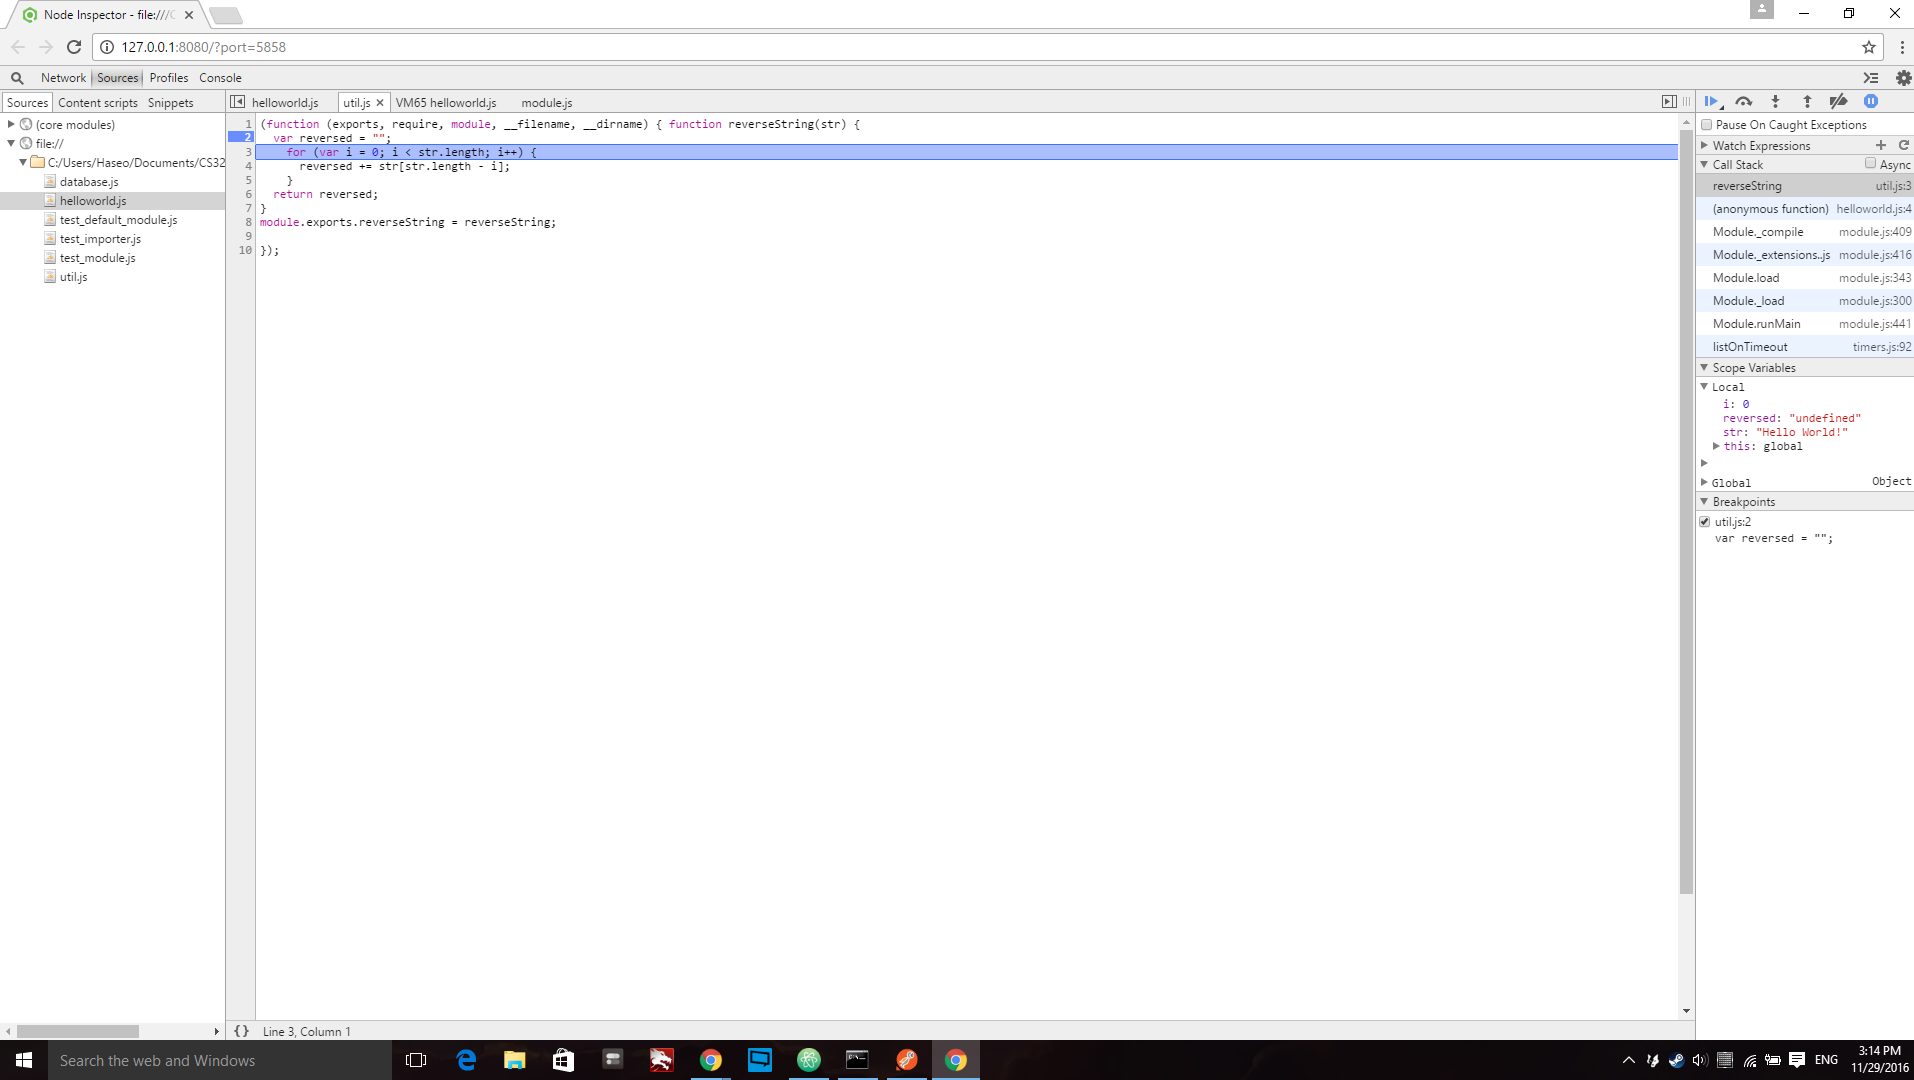 Node Inspector - file:///C
127.0.0.1:8080/?port=5858
Network Sources Profiles Console
Sources Content scripts Snippets
(core modules)
file://
C:/Users/Haseo/Documents/CS32
database.js
helloworld.js
test_default_module.js
test_importer.js
test_module.js
util.js
helloworld.js util.js VM65 helloworld.js module.js
1 (function (exports, require, module, __filename, __dirname) { function reverseString(str) {
2 var reversed = "";
3 for (var i = 0; i < str.length; i++) {
4 reversed += str[str.length - i];
5 }
6 return reversed;
7 }
8 module.exports.reverseString = reverseString;
9
10 });
{} Line 3, Column 1
Pause On Caught Exceptions
Watch Expressions
Call Stack Async
reverseString util.js:3
(anonymous function) helloworld.js:4
Module._compile module.js:409
Module._extensions..js module.js:416
Module.load module.js:343
Module._load module.js:300
Module.runMain module.js:441
listOnTimeout timers.js:92
Scope Variables
Local
i: 0
reversed: "undefined"
str: "Hello World!"
this: global
Global Object
Breakpoints
util.js:2
var reversed = "";
Search the web and Windows
ENG
3:14 PM
11/29/2016